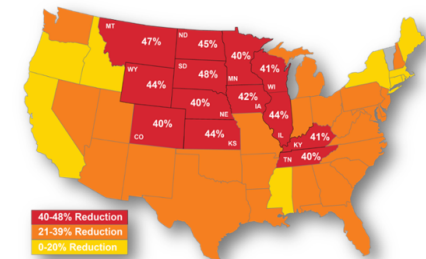 MT
47%
ND
45%
40%
MN
41%
WI
WY
44%
SD
48%
42%
IA
40%
NE
44%
IL
40%
CO
44%
KS
41%
KY
TN
40%
40-48% Reduction
21-39% Reduction
0-20% Reduction